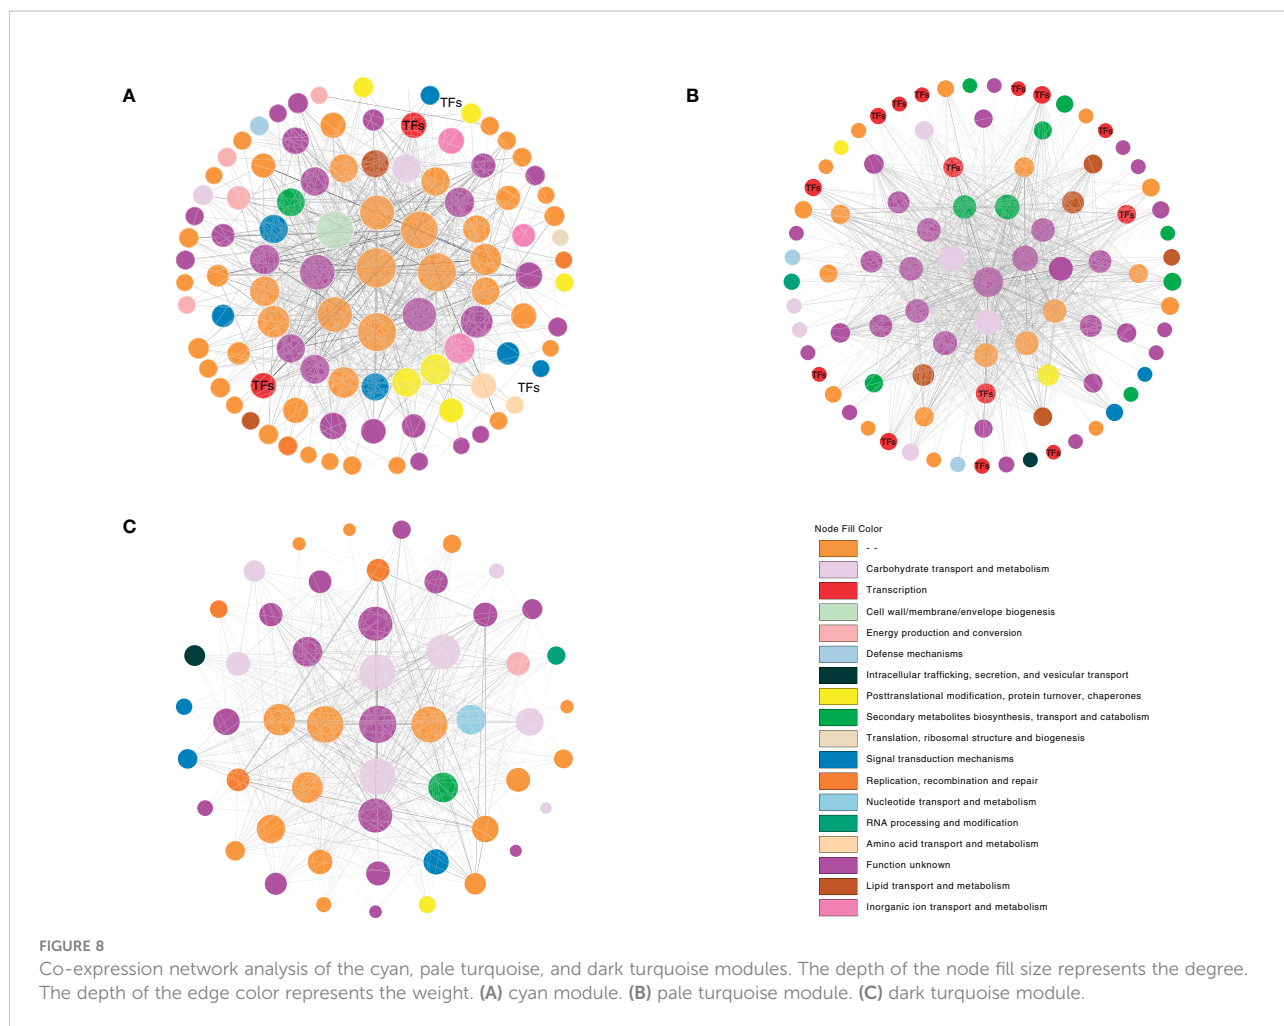 A
TFs
TFs
TFs
TFs
B
TFs
TFs
TFs
TFs
TFs
TFs
TFs
TFs
TFs
TFs
TFs
TFs
TFs
TFs
C
Node Fill Color
- -
Carbohydrate transport and metabolism
Transcription
Cell wall/membrane/envelope biogenesis
Energy production and conversion
Defense mechanisms
Intracellular trafficking, secretion, and vesicular transport
Posttranslational modification, protein turnover, chaperones
Secondary metabolites biosynthesis, transport and catabolism
Translation, ribosomal structure and biogenesis
Signal transduction mechanisms
Replication, recombination and repair
Nucleotide transport and metabolism
RNA processing and modification
Amino acid transport and metabolism
Function unknown
Lipid transport and metabolism
Inorganic ion transport and metabolism
FIGURE 8
Co-expression network analysis of the cyan, pale turquoise, and dark turquoise modules. The depth of the node fill size represents the degree.
The depth of the edge color represents the weight. (A) cyan module. (B) pale turquoise module. (C) dark turquoise module.